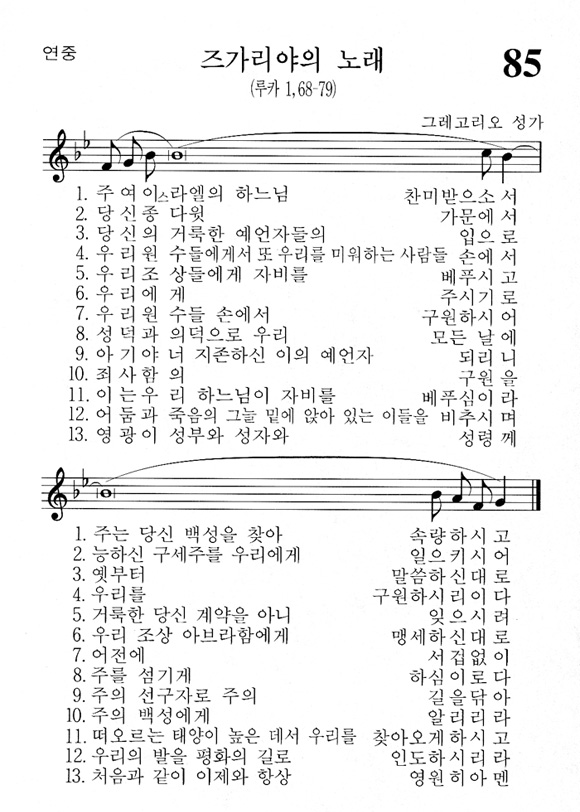 연중
즈가리야의 노래
85
(루카 1,68-79)
그레고리오 성가
1. 주 여 이스라엘의 하느님 찬미받으소 서
2. 당 신 종 다윗 가문에 서
3. 당 신 의 거룩한 예언자들의 입으 로
4. 우 리 원 수들에게서 또 우리를 미워하는 사람들 손에 서
5. 우 리 조 상들에게 자비를 베푸시 고
6. 우 리 에 게 주시기 로
7. 우 리 원 수들 손에서 구원하시 어
8. 성 덕 과 의덕으로 우리 모든 날 에
9. 아 기 야 너 지존하신 이의 예언자 되리 니
10. 죄 사 함 의 구원 을
11. 이 는 우 리 하느님이 자비를 베푸심이 라
12. 어 둠 과 죽음의 그늘 밑에 앉아 있는 이들을 비추시 며
13. 영 광 이 성부와 성자와 성령 께
1. 주는 당신 백성을 찾아 속량하 시 고
2. 능하신 구세주를 우리에게 일으키시 어
3. 옛부터 말씀하신대 로
4. 우리를 구원하시리이 다
5. 거룩한 당신 계약을 아니 잊으시 려
6. 우리 조상 아브라함에게 맹세하신대 로
7. 어전에 서 겁없 이
8. 주를 섬기게 하심이로 다
9. 주의 선구자로 주의 길 을 닦 아
10. 주의 백성에게 알 리 리 라
11. 떠오르는 태양이 높은 데서 우리를 찾아오게하시 고
12. 우리의 발을 평화의 길로 인도하시리 라
13. 처음과 같이 이제와 항상 영원히아 멘